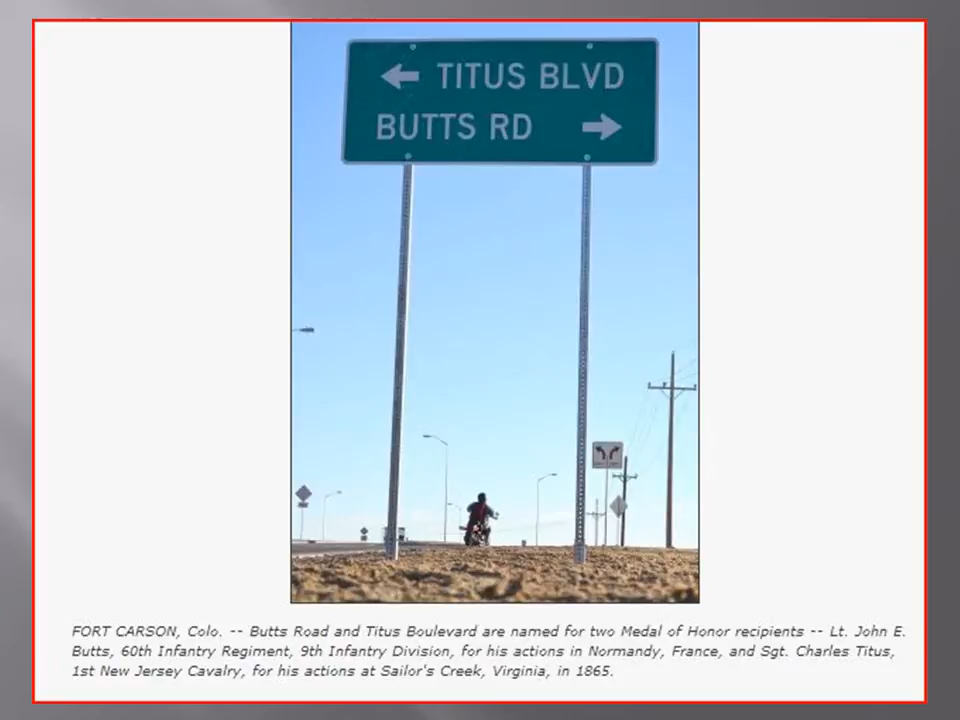 TITUS BLVD
BUTTS RD
FORT CARSON, Colo. -- Butts Road and Titus Boulevard are named for two Medal of Honor recipients -- Lt. John E.
Butts, 60th Infantry Regiment, 9th Infantry Division, for his actions in Normandy, France, and Sgt. Charles Titus,
1st New Jersey Cavalry, for his actions at Sailor's Creek, Virginia, in 1865.